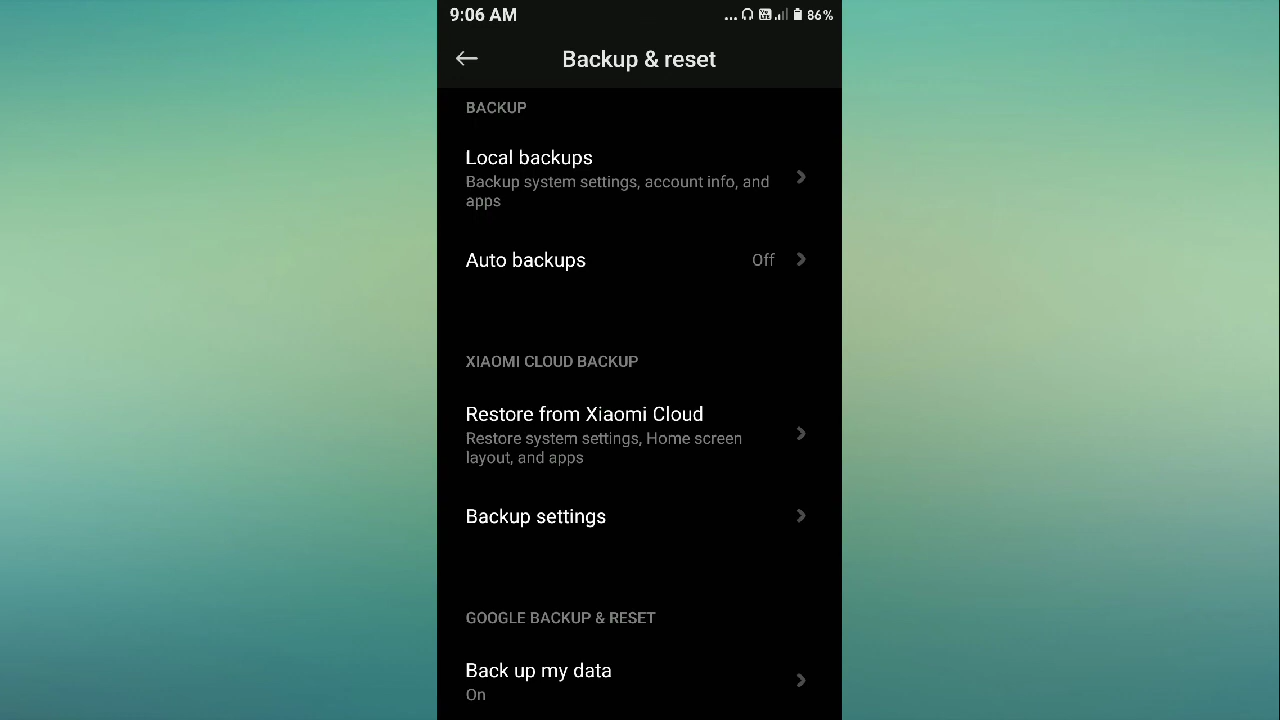 9:06 AM
... 86%
Backup & reset
BACKUP
Local backups
Backup system settings, account info, and
apps
Auto backups
Off
XIAOMI CLOUD BACKUP
Restore from Xiaomi Cloud
Restore system settings, Home screen
layout, and apps
Backup settings
GOOGLE BACKUP & RESET
Back up my data
On